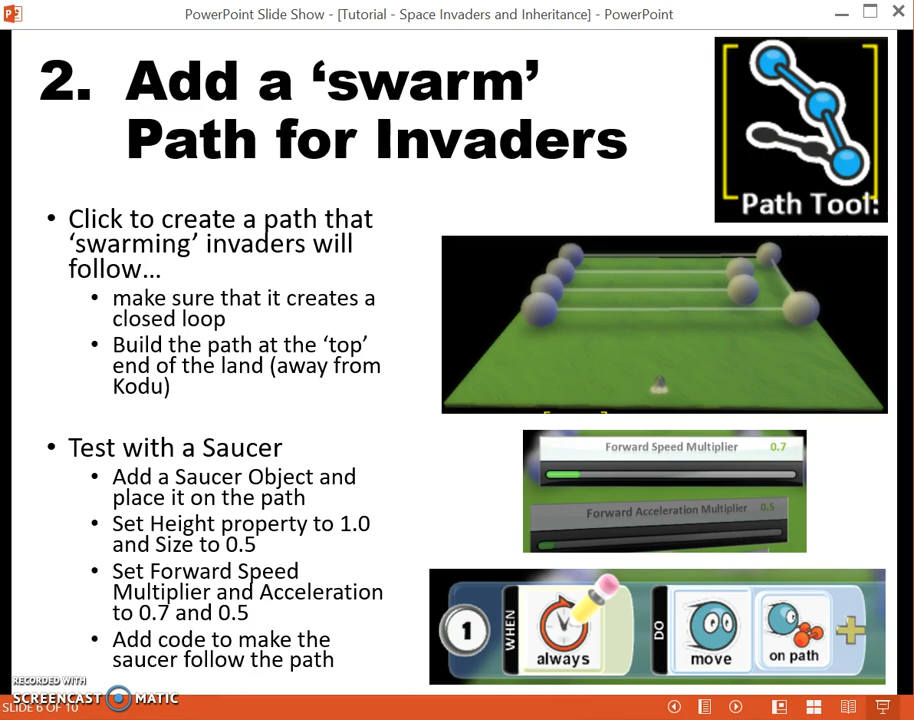 PowerPoint Slide Show - [Tutorial - Space Invaders and Inheritance] - PowerPoint
2. Add a ‘swarm’
Path for Invaders
Path Tool:
• Click to create a path that
‘swarming’ invaders will
follow…
• make sure that it creates a
closed loop
• Build the path at the ‘top’
end of the land (away from
Kodu)
• Test with a Saucer
• Add a Saucer Object and
place it on the path
• Set Height property to 1.0
and Size to 0.5
• Set Forward Speed
Multiplier and Acceleration
to 0.7 and 0.5
• Add code to make the
saucer follow the path
Forward Speed Multiplier 0.7
Forward Acceleration Multiplier 0.5
1 WHEN always DO move on path
RECORDED WITH
SCREENCAST MATIC
SLIDE 6 OF 10